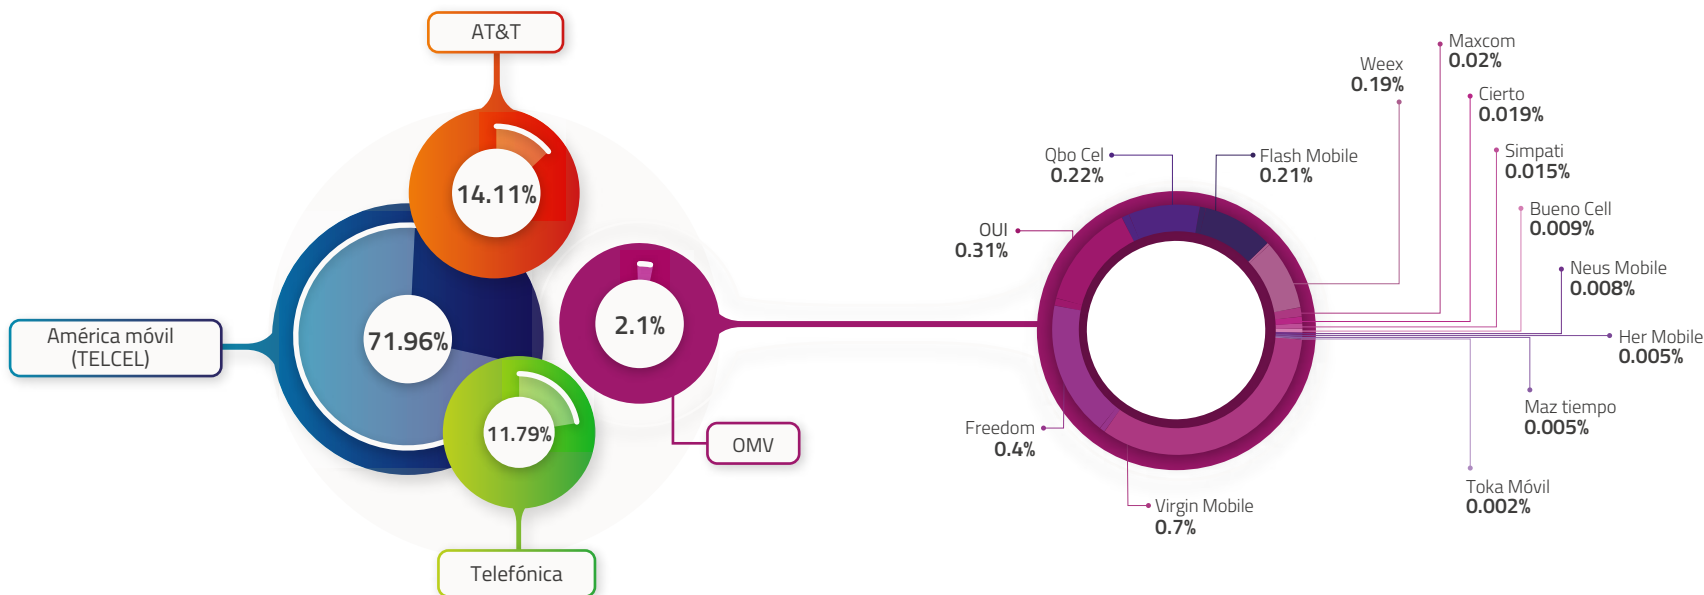 AT&T
14.11%
América móvil
(TELCEL)
71.96%
11.79%
Telefónica
2.1%
OMV
Maxcom
0.02%
Weex
0.19%
Cierto
0.019%
Simpati
0.015%
Qbo Cel
0.22%
Flash Mobile
0.21%
Bueno Cell
0.009%
OUI
0.31%
Neus Mobile
0.008%
Her Mobile
0.005%
Maz tiempo
0.005%
Freedom
0.4%
Toka Móvil
0.002%
Virgin Mobile
0.7%